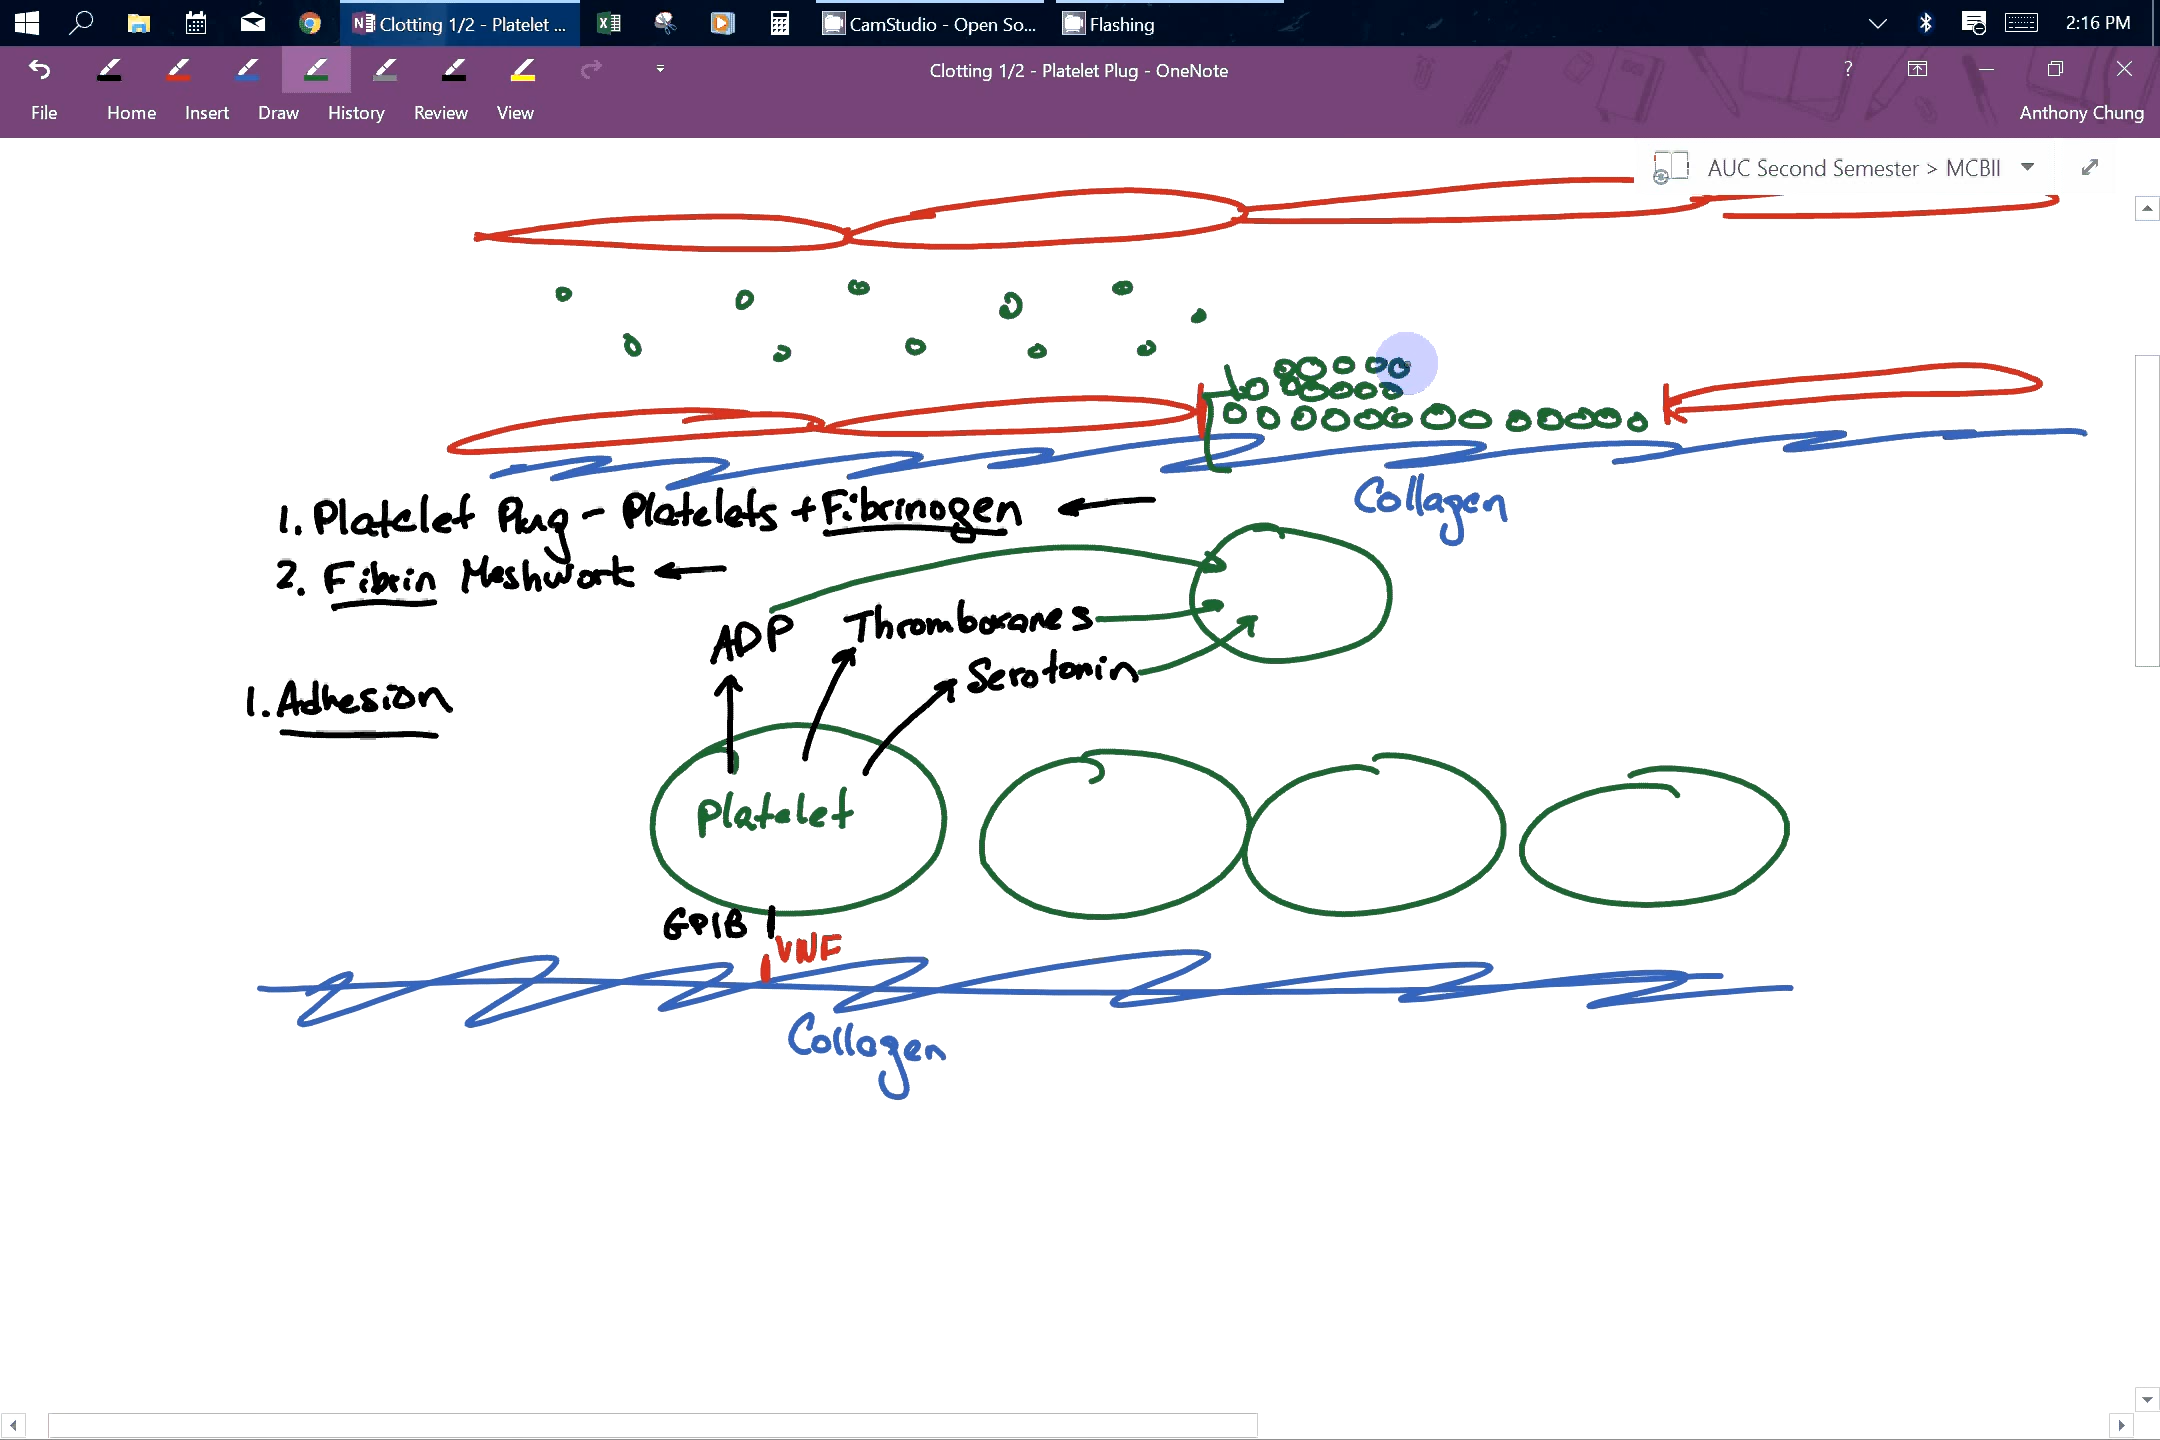 Clotting 1/2 - Platelet ...
CamStudio - Open So...
Flashing
2:16 PM
Clotting 1/2 - Platelet Plug - OneNote
?
File Home Insert Draw History Review View
Anthony Chung
AUC Second Semester > MCBII
Collagen
1. Platelet Plug - Platelets + Fibrinogen
2. Fibrin Meshwork
ADP Thromboxanes
Serotonin
1. Adhesion
Platelet
GPIB
VWF
Collagen